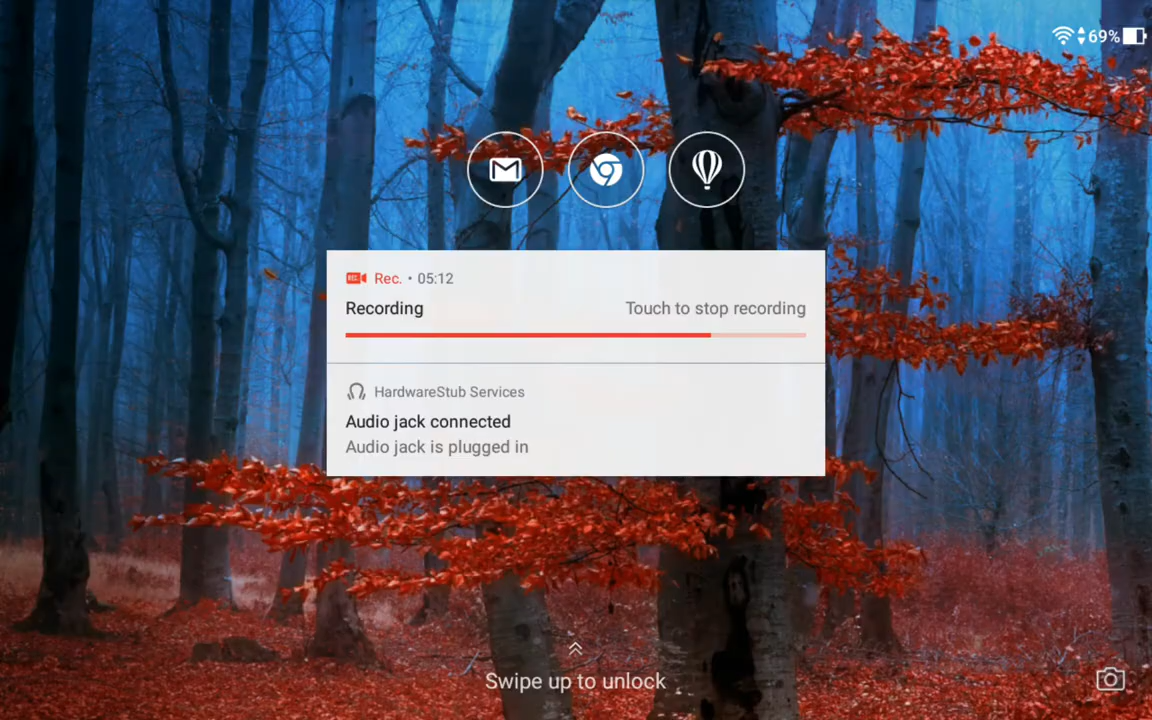 69%
REC
Rec. • 05:12
Recording
Touch to stop recording
HardwareStub Services
Audio jack connected
Audio jack is plugged in
Swipe up to unlock